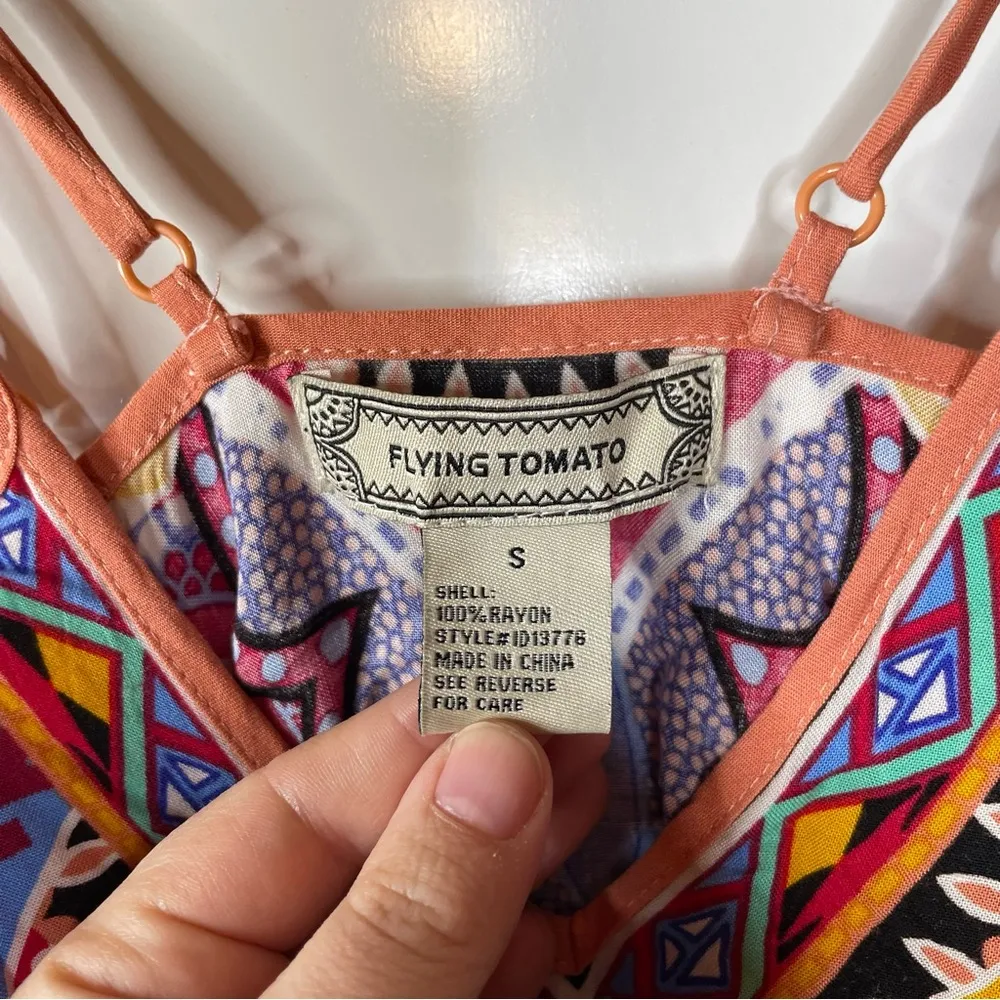 FLYING TOMATO
S
SHELL:
100%RAYON
STYLE#ID13776
MADE IN CHINA
SEE REVERSE
FOR CARE